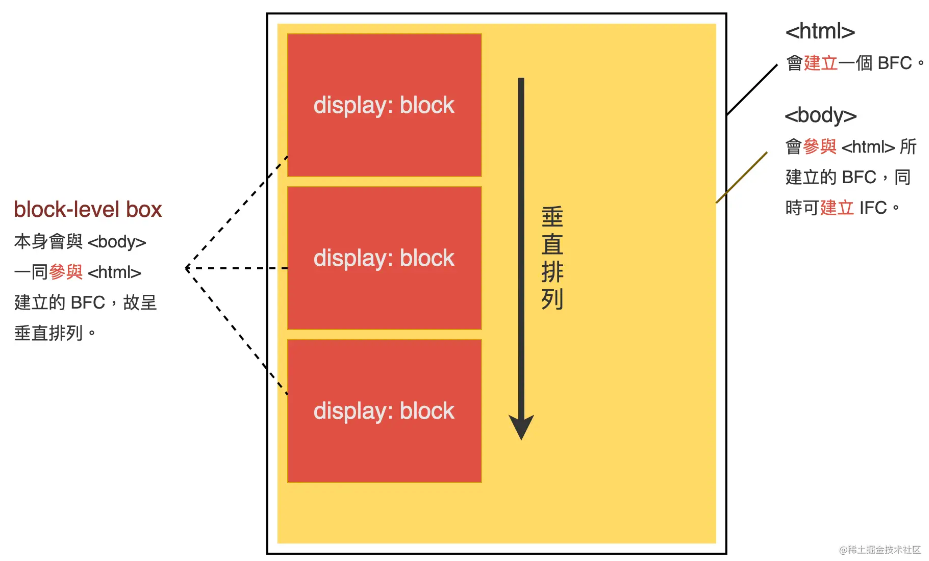 <html>
會建立一個 BFC。
<body>
會參與 <html> 所
建立的 BFC，同
時可建立 IFC。
block-level box
本身會與 <body>
一同參與 <html>
建立的 BFC，故呈
垂直排列。
display: block
display: block
display: block
垂直排列
@稀土掘金技术社区